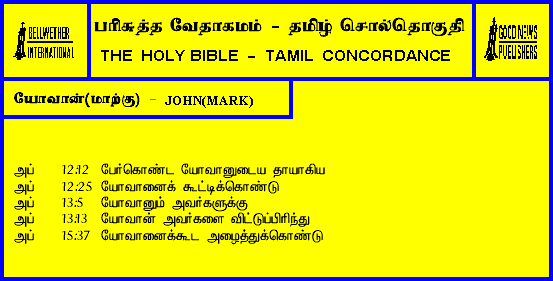 BELLWETHER
INTERNATIONAL
பரிசுத்த வேதாகமம் - தமிழ் சொல்தொகுதி
THE HOLY BIBLE - TAMIL CONCORDANCE
GOOD NEWS
PUBLISHERS
யோவான்(மாற்கு) - JOHN(MARK)
அப் 12:12 பேர்கொண்ட யோவானுடைய தாயாகிய
அப் 12:25 யோவானைக் கூட்டிக்கொண்டு
அப் 13:5 யோவானும் அவர்களுக்கு
அப் 13:13 யோவான் அவர்களை விட்டுப்பிரிந்து
அப் 15:37 யோவானைக்கூட அழைத்துக்கொண்டு